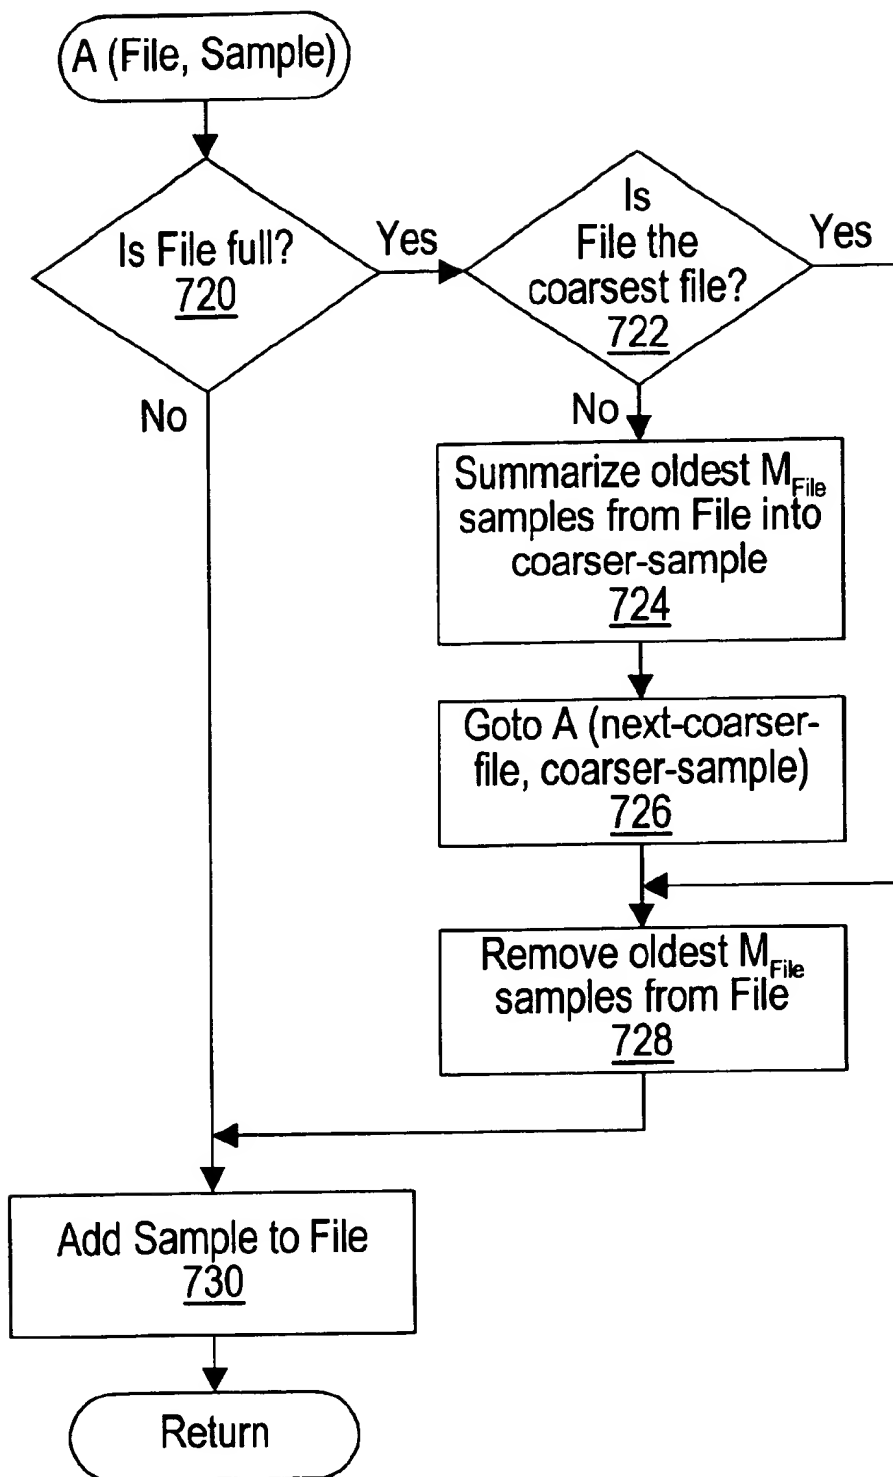 A (File, Sample)
Is File full?
720
Yes
Is
File the
coarsest file?
722
Yes
No
No
Summarize oldest M_File
samples from File into
coarser-sample
724
Goto A (next-coarser-
file, coarser-sample)
726
Remove oldest M_File
samples from File
728
Add Sample to File
730
Return